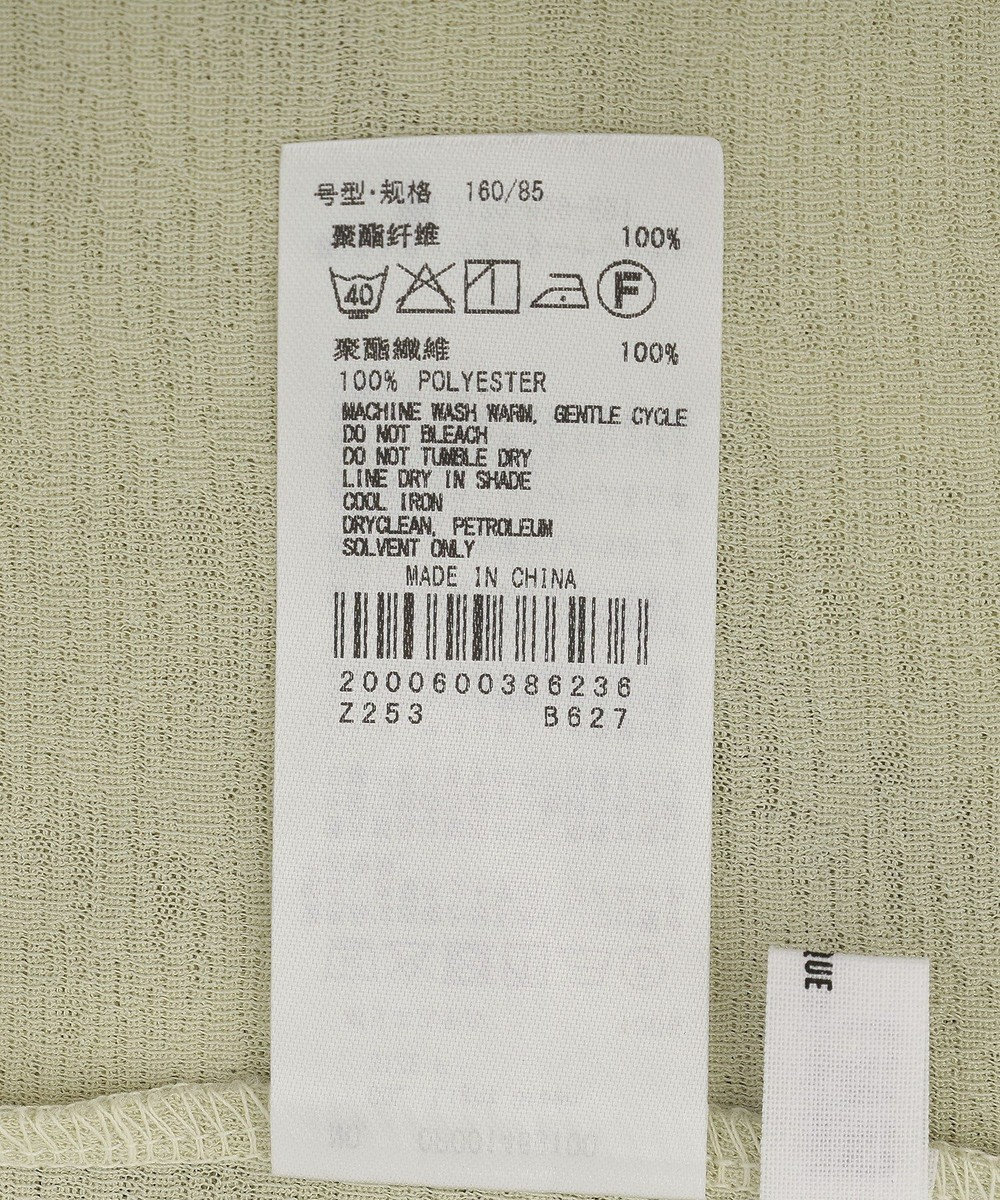 号型·规格 160/85
聚酯纤维 100%
40 F
聚酯纖維 100%
100% POLYESTER
MACHINE WASH WARM, GENTLE CYCLE
DO NOT BLEACH
DO NOT TUMBLE DRY
LINE DRY IN SHADE
COOL IRON
DRYCLEAN, PETROLEUM
SOLVENT ONLY
MADE IN CHINA
2000600386236
Z253 B627
QUE